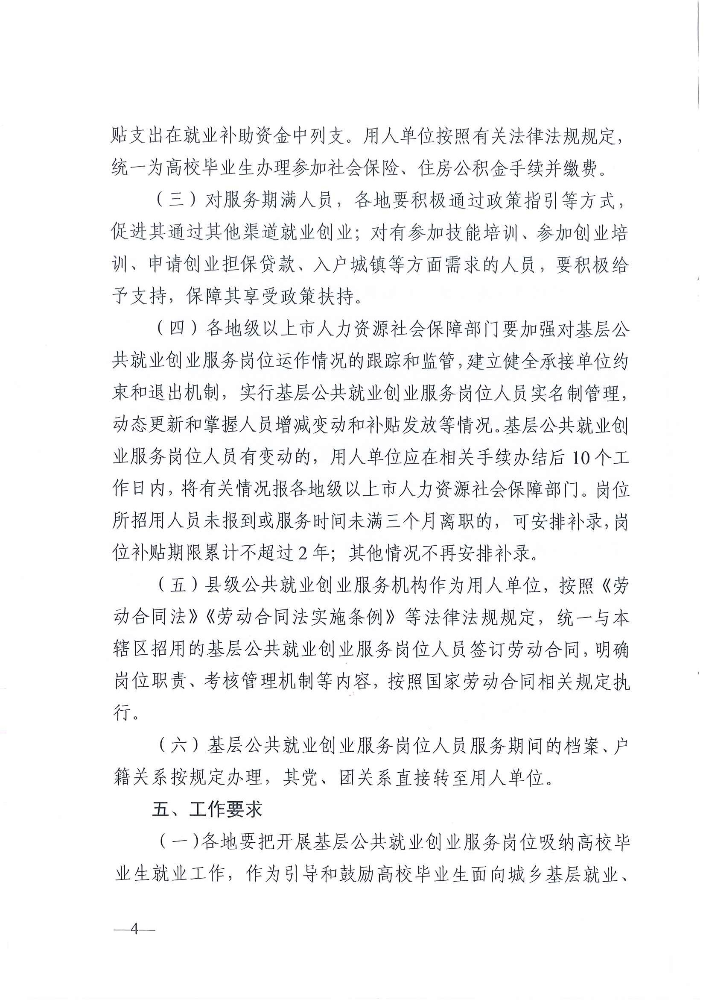 贴支出在就业补助资金中列支。用人单位按照有关法律法规规定，
统一为高校毕业生办理参加社会保险、住房公积金手续并缴费。
（三）对服务期满人员，各地要积极通过政策指引等方式，
促进其通过其他渠道就业创业；对有参加技能培训、参加创业培
训、申请创业担保贷款、入户城镇等方面需求的人员，要积极给
予支持，保障其享受政策扶持。
（四）各地级以上市人力资源社会保障部门要加强对基层公
共就业创业服务岗位运作情况的跟踪和监管，建立健全承接单位约
束和退出机制，实行基层公共就业创业服务岗位人员实名制管理，
动态更新和掌握人员增减变动和补贴发放等情况。基层公共就业创
业服务岗位人员有变动的，用人单位应在相关手续办结后 10 个工
作日内，将有关情况报各地级以上市人力资源社会保障部门。岗位
所招用人员未报到或服务时间未满三个月离职的，可安排补录，岗
位补贴期限累计不超过 2 年；其他情况不再安排补录。
（五）县级公共就业创业服务机构作为用人单位，按照《劳
动合同法》《劳动合同法实施条例》等法律法规规定，统一与本
辖区招用的基层公共就业创业服务岗位人员签订劳动合同，明确
岗位职责、考核管理机制等内容，按照国家劳动合同相关规定执
行。
（六）基层公共就业创业服务岗位人员服务期间的档案、户
籍关系按规定办理，其党、团关系直接转至用人单位。
五、工作要求
（一)各地要把开展基层公共就业创业服务岗位吸纳高校毕
业生就业工作，作为引导和鼓励高校毕业生面向城乡基层就业、
—4—